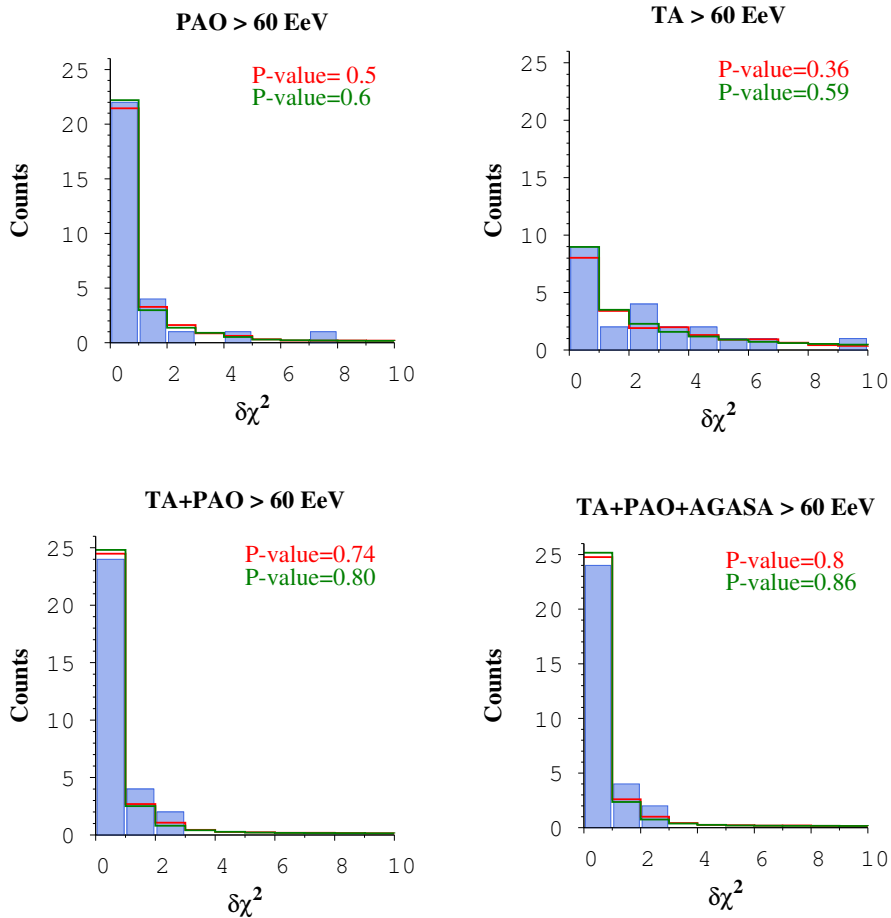 PAO > 60 EeV
P-value= 0.5
P-value=0.6
Counts
25
20
15
10
5
0
0 2 4 6 8 10
δχ²
TA > 60 EeV
P-value=0.36
P-value=0.59
Counts
25
20
15
10
5
0
0 2 4 6 8 10
δχ²
TA+PAO > 60 EeV
P-value=0.74
P-value=0.80
Counts
25
20
15
10
5
0
0 2 4 6 8 10
δχ²
TA+PAO+AGASA > 60 EeV
P-value=0.8
P-value=0.86
Counts
25
20
15
10
5
0
0 2 4 6 8 10
δχ²